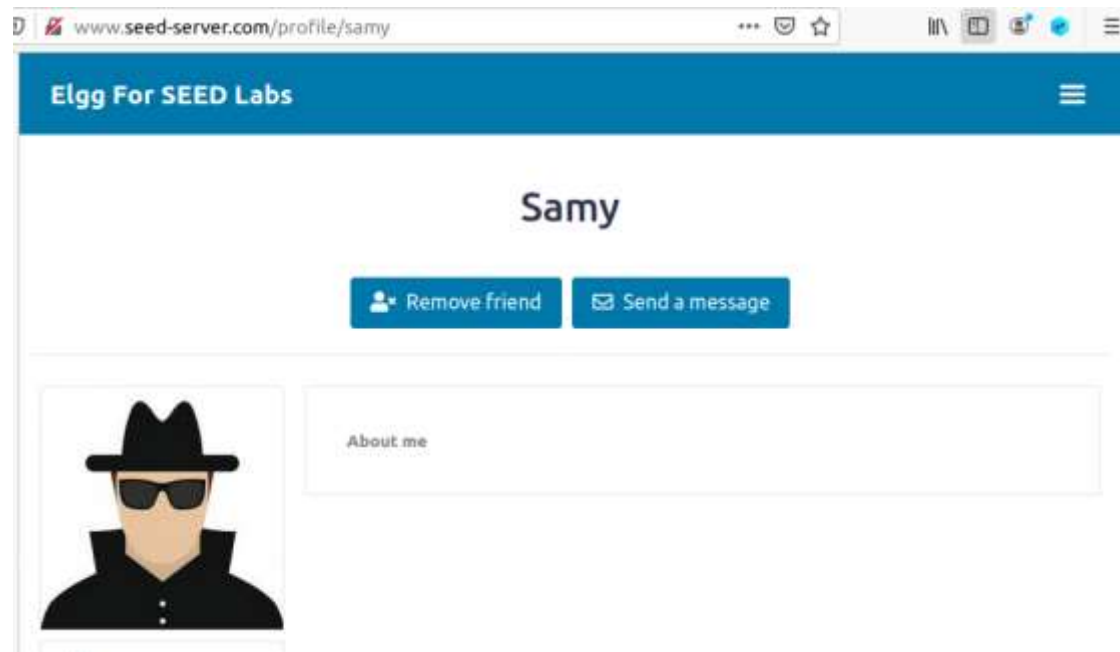 www.seed-server.com/profile/samy
Elgg For SEED Labs
Samy
Remove friend
Send a message
About me